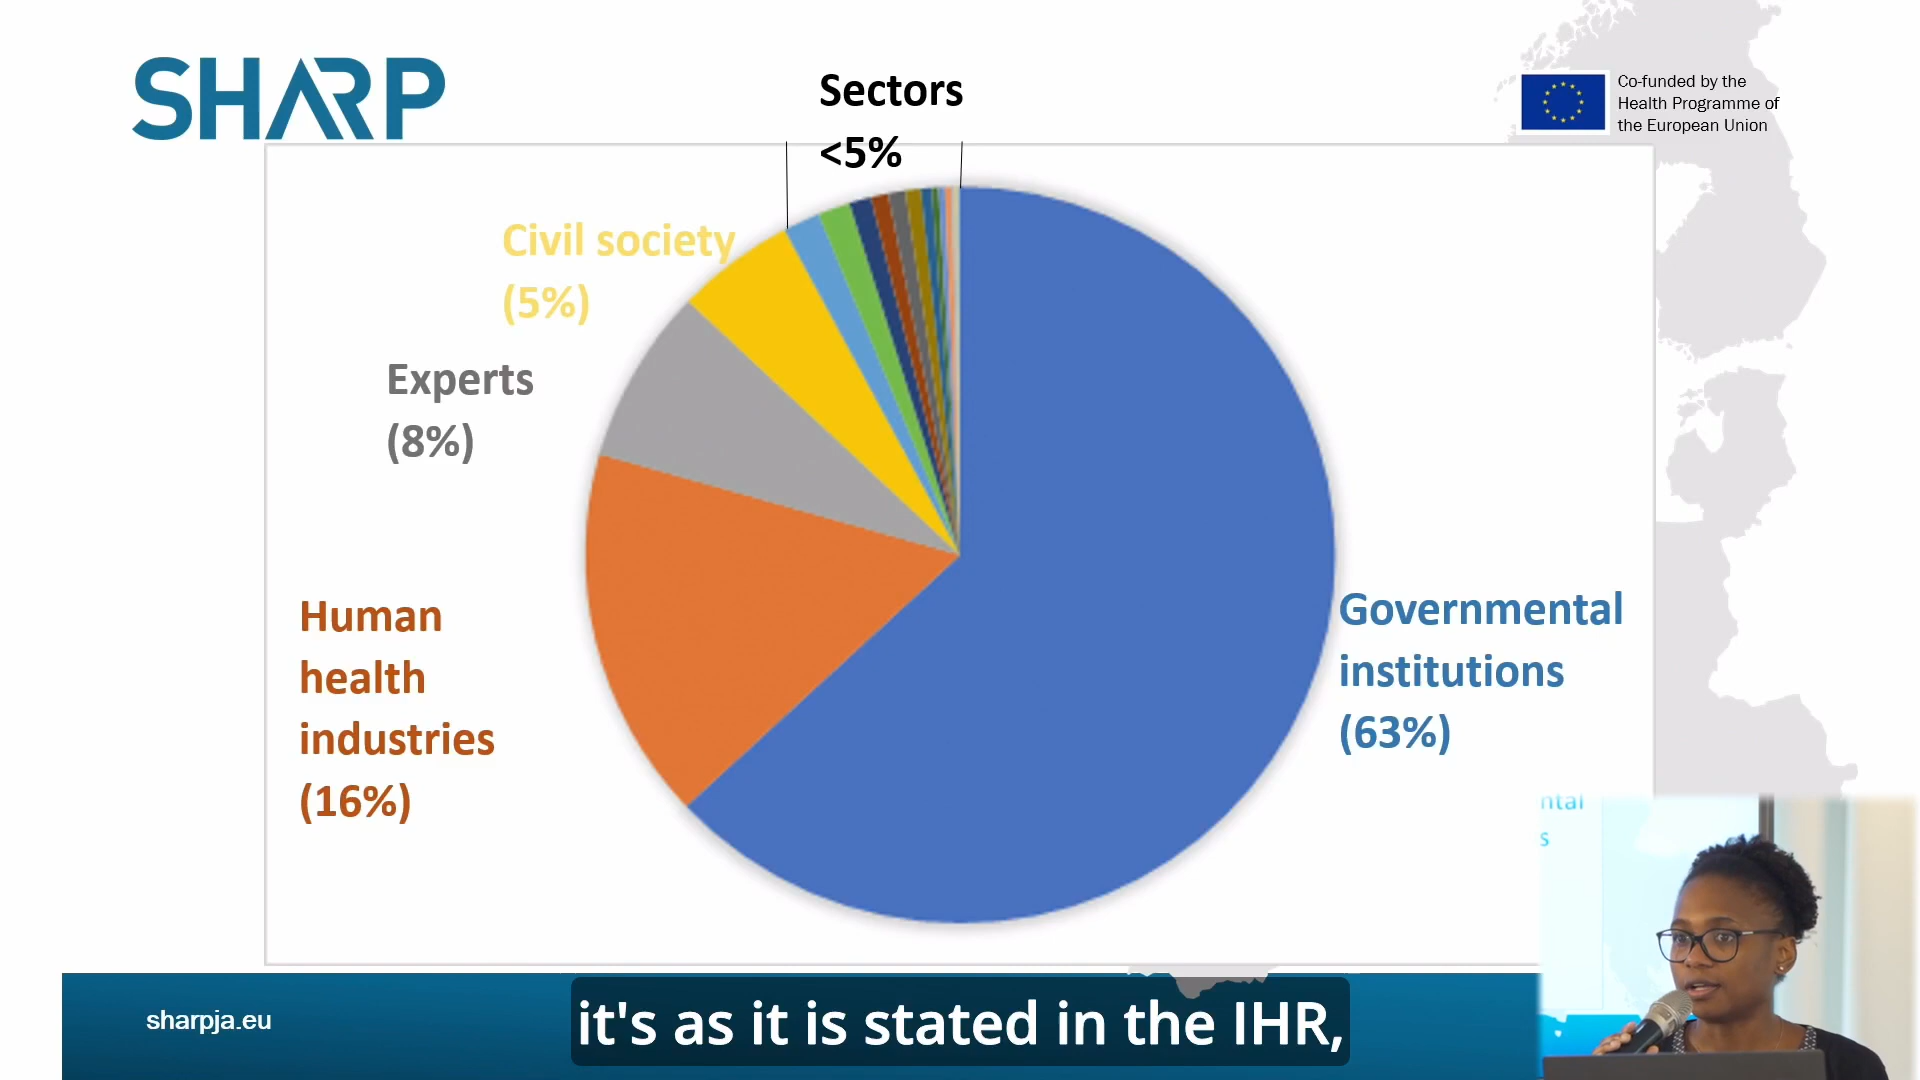 SHARP
Co-funded by the
Health Programme of
the European Union
Sectors
<5%
Civil society
(5%)
Experts
(8%)
Human
health
industries
(16%)
Governmental
institutions
(63%)
ntal
s
sharpja.eu
it's as it is stated in the IHR,